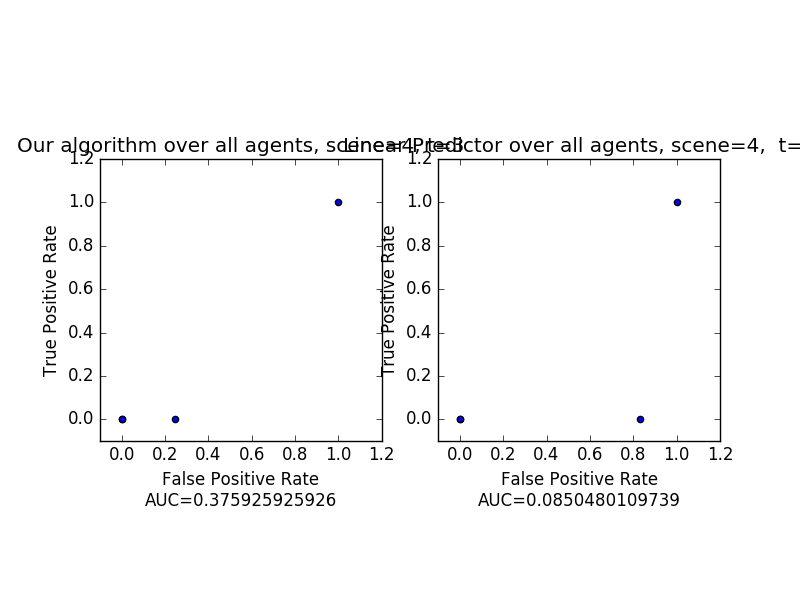 Our algorithm over all agents, scene=4, t=3
Linear Predictor over all agents, scene=4, t=
True Positive Rate
1.2
1.0
0.8
0.6
0.4
0.2
0.0
0.0 0.2 0.4 0.6 0.8 1.0 1.2
False Positive Rate
AUC=0.375925925926
True Positive Rate
1.2
1.0
0.8
0.6
0.4
0.2
0.0
0.0 0.2 0.4 0.6 0.8 1.0 1.2
False Positive Rate
AUC=0.0850480109739